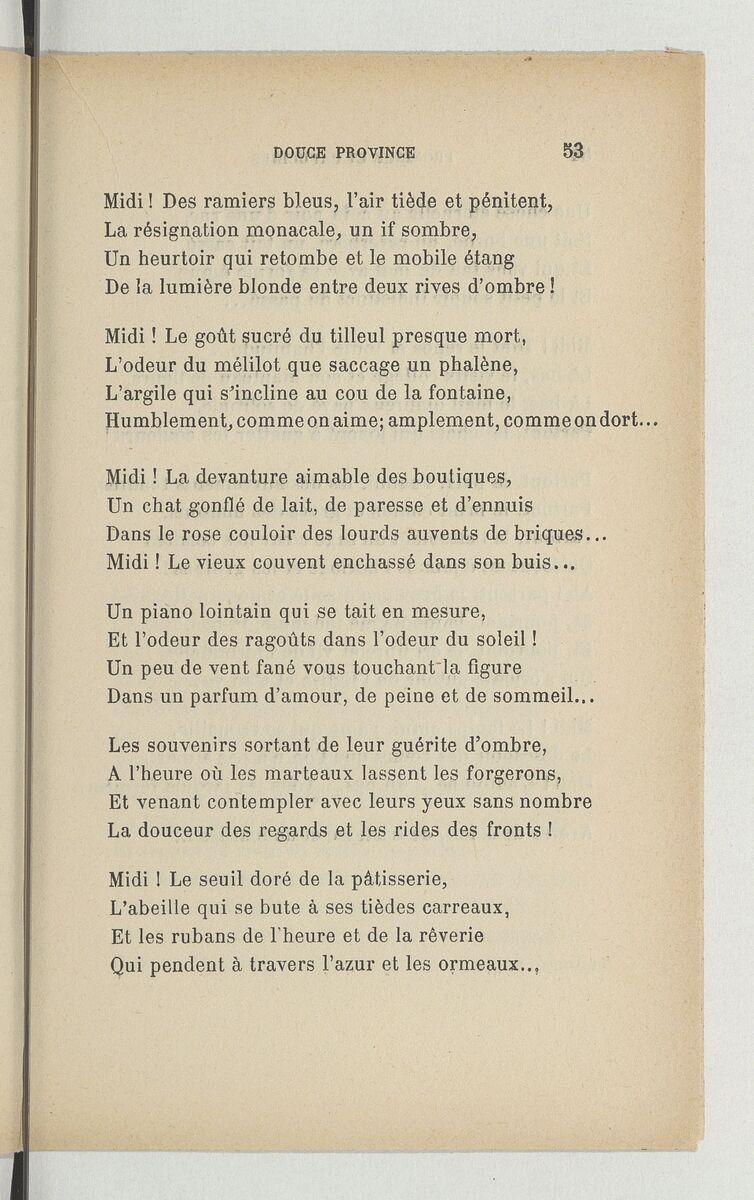 DOUCE PROVINCE 53
Midi ! Des ramiers bleus, l'air tiède et pénitent,
La résignation monacale, un if sombre,
Un heurtoir qui retombe et le mobile étang
De la lumière blonde entre deux rives d'ombre !
Midi ! Le goût sucré du tilleul presque mort,
L'odeur du mélilot que saccage un phalène,
L'argile qui s'incline au cou de la fontaine,
Humblement, comme on aime; amplement, comme on dort...
Midi ! La devanture aimable des boutiques,
Un chat gonflé de lait, de paresse et d'ennuis
Dans le rose couloir des lourds auvents de briques...
Midi ! Le vieux couvent enchassé dans son buis...
Un piano lointain qui se tait en mesure,
Et l'odeur des ragoûts dans l'odeur du soleil !
Un peu de vent fané vous touchant la figure
Dans un parfum d'amour, de peine et de sommeil...
Les souvenirs sortant de leur guérite d'ombre,
A l'heure où les marteaux lassent les forgerons,
Et venant contempler avec leurs yeux sans nombre
La douceur des regards et les rides des fronts !
Midi ! Le seuil doré de la pâtisserie,
L'abeille qui se bute à ses tièdes carreaux,
Et les rubans de l'heure et de la rêverie
Qui pendent à travers l'azur et les ormeaux...